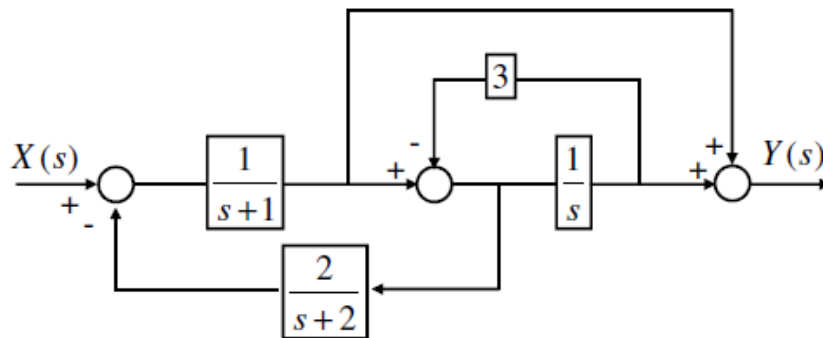 3
X(s)
+
-
1
s+1
-
+
1
s
+
+
Y(s)
2
s+2